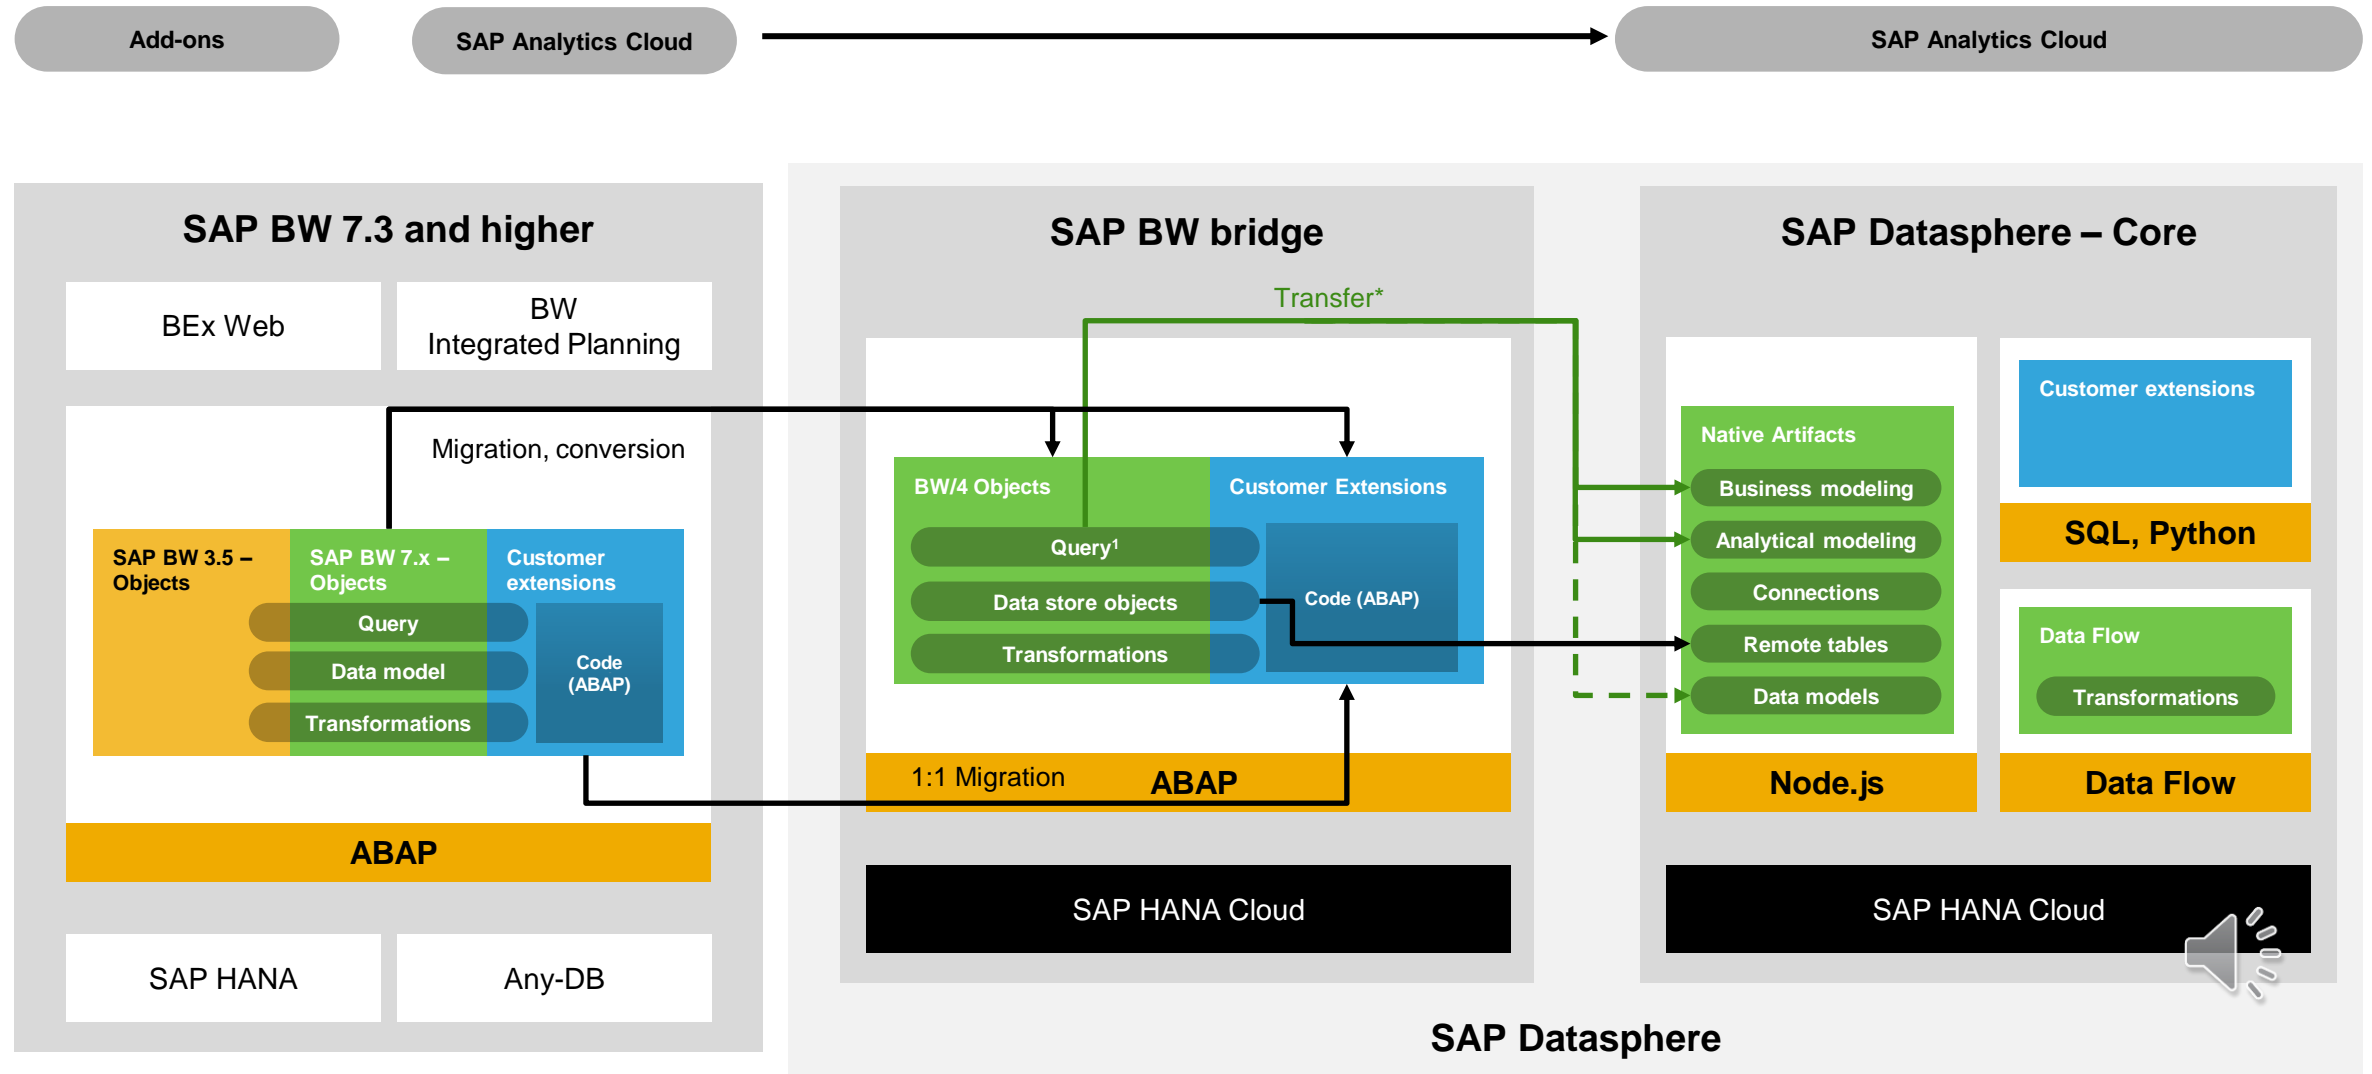 Add-ons
SAP Analytics Cloud
SAP Analytics Cloud
SAP BW 7.3 and higher
BEx Web
BW
Integrated Planning
Migration, conversion
SAP BW 3.5 –
Objects
SAP BW 7.x –
Objects
Customer
extensions
Query
Data model
Transformations
Code
(ABAP)
ABAP
SAP HANA
Any-DB
SAP BW bridge
Transfer*
BW/4 Objects
Customer Extensions
Query¹
Data store objects
Transformations
Code (ABAP)
1:1 Migration
ABAP
SAP HANA Cloud
SAP Datasphere – Core
Native Artifacts
Business modeling
Analytical modeling
Connections
Remote tables
Data models
Node.js
Customer extensions
SQL, Python
Data Flow
Transformations
Data Flow
SAP HANA Cloud
SAP Datasphere